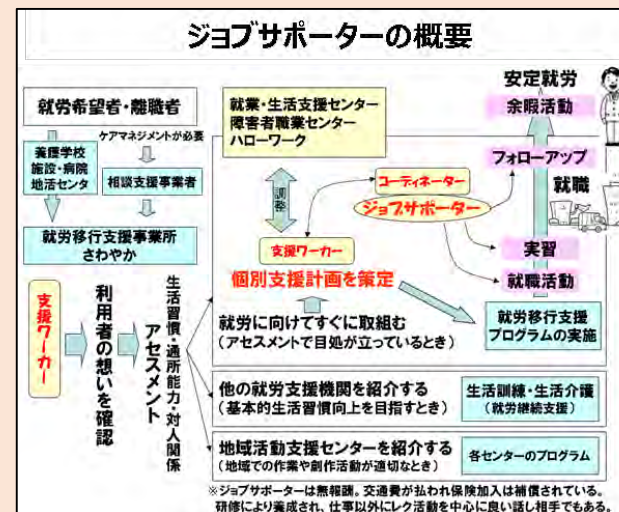 ジョブサポーターの概要
就労希望者・離職者
ケアマネジメントが必要
養護学校
施設・病院
地活センタ
相談支援事業者
就労移行支援事業所
さわやか
支援ワーカー
利用者の想いを確認
生活習慣・通所能力・対人関係
アセスメント
就業・生活支援センター
障害者職業センター
ハローワーク
調整
コーディネーター
ジョブサポーター
支援ワーカー
個別支援計画を策定
就労に向けてすぐに取組む
(アセスメントで目処が立っているとき)
安定就労
余暇活動
フォローアップ
就職
実習
就職活動
就労移行支援
プログラムの実施
他の就労支援機関を紹介する
(基本的生活習慣向上を目指すとき)
生活訓練・生活介護
(就労継続支援)
地域活動支援センターを紹介する
(地域での作業や創作活動が適切なとき)
各センターのプログラム
※ジョブサポーターは無報酬。交通費が払われ保険加入は補償されている。
研修により養成され、仕事以外にレク活動を中心に良い話し相手でもある。